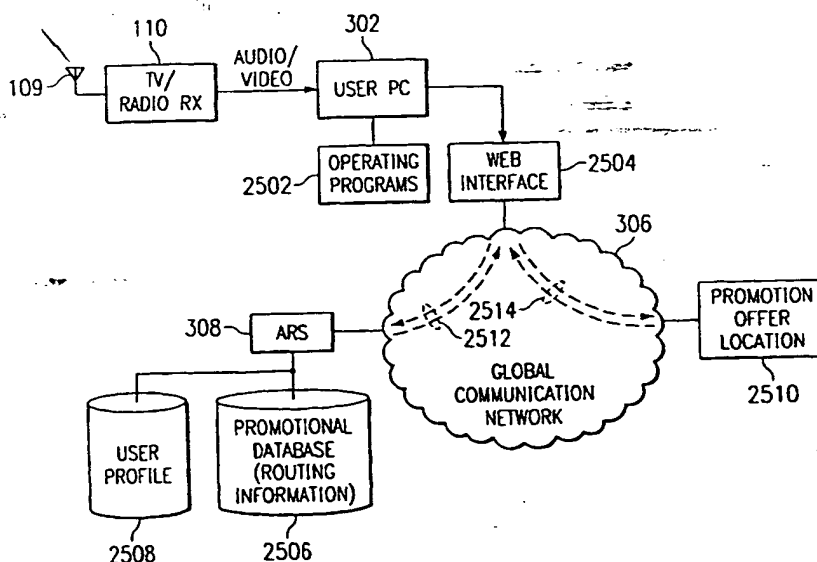 110
302
109
TV/
RADIO RX
AUDIO/
VIDEO
USER PC
2502
OPERATING
PROGRAMS
WEB
INTERFACE
2504
306
308
ARS
2512
2514
GLOBAL
COMMUNICATION
NETWORK
PROMOTION
OFFER
LOCATION
2510
USER
PROFILE
PROMOTIONAL
DATABASE
(ROUTING
INFORMATION)
2508
2506